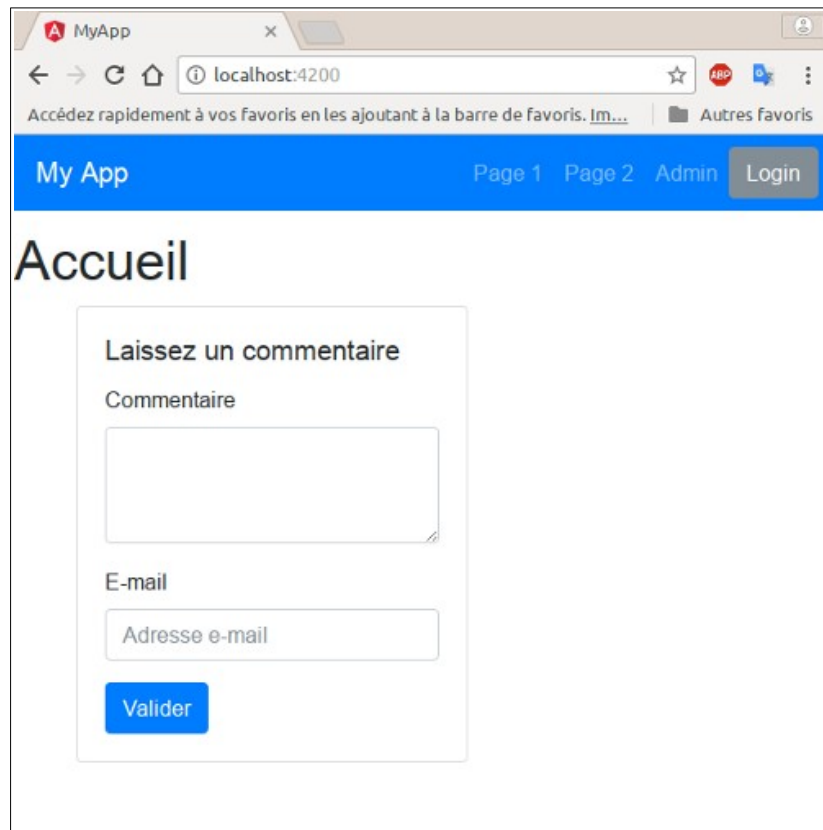 MyApp
localhost:4200
ABP
Accédez rapidement à vos favoris en les ajoutant à la barre de favoris. Im... Autres favoris
My App Page 1 Page 2 Admin Login
Accueil
Laissez un commentaire
Commentaire
E-mail
Adresse e-mail
Valider